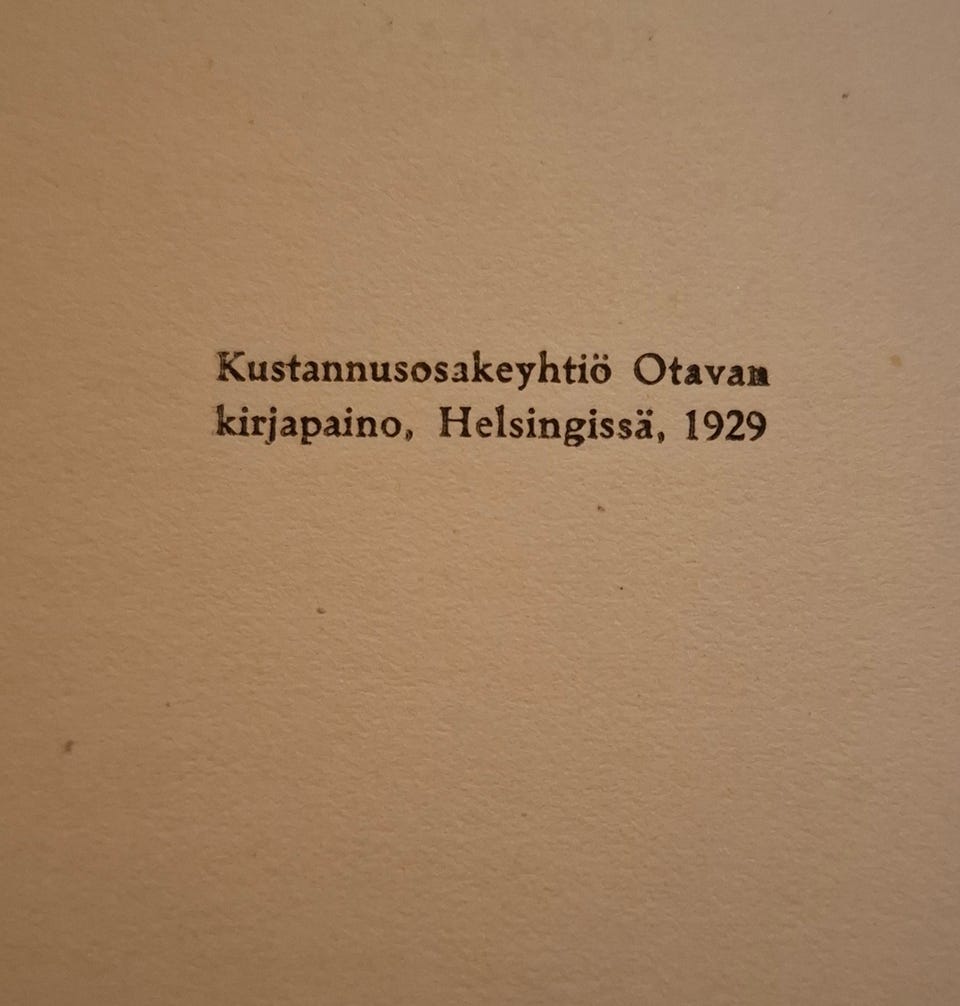 Kustannusosakeyhtiö Otavan
kirjapaino, Helsingissä, 1929